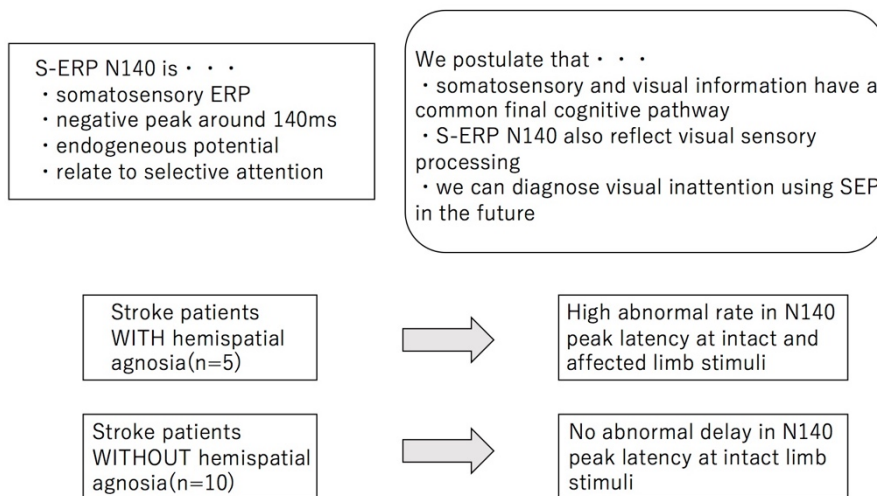 S-ERP N140 is・・・
・somatosensory ERP
・negative peak around 140ms
・endogeneous potential
・relate to selective attention
We postulate that・・・
・somatosensory and visual information have a
common final cognitive pathway
・S-ERP N140 also reflect visual sensory
processing
・we can diagnose visual inattention using SEP
in the future
Stroke patients
WITH hemispatial
agnosia(n=5)
High abnormal rate in N140
peak latency at intact and
affected limb stimuli
Stroke patients
WITHOUT hemispatial
agnosia(n=10)
No abnormal delay in N140
peak latency at intact limb
stimuli